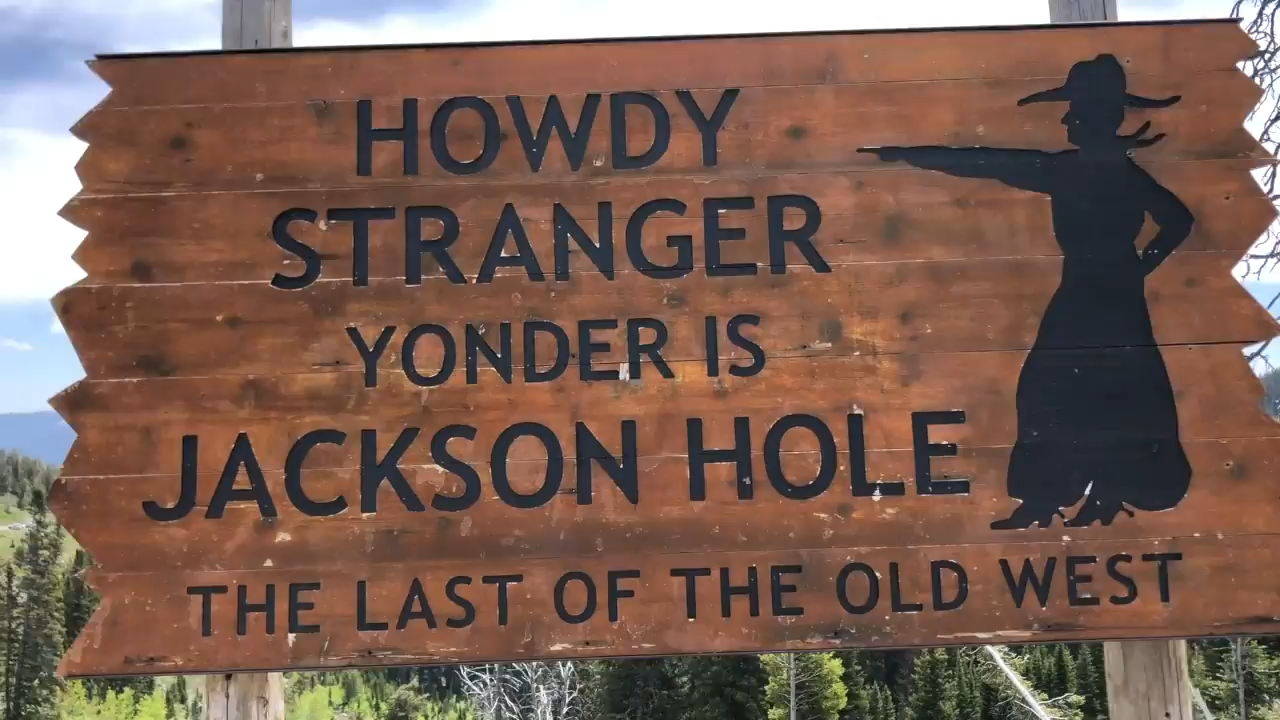 HOWDY
STRANGER
YONDER IS
JACKSON HOLE
THE LAST OF THE OLD WEST